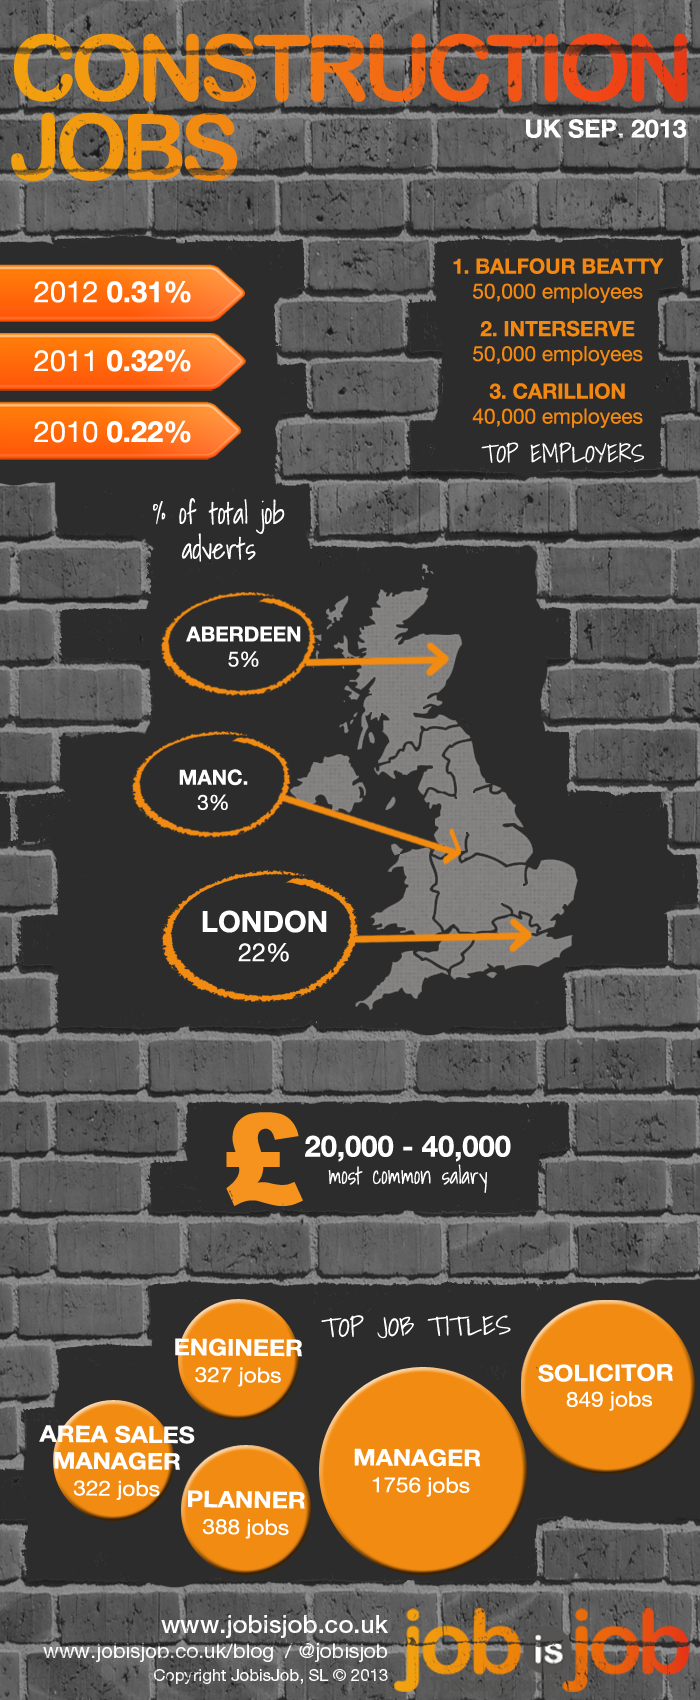 CONSTRUCTION
JOBS
UK SEP. 2013
2012 0.31%
2011 0.32%
2010 0.22%
% of total job
adverts
1. BALFOUR BEATTY
50,000 employees
2. INTERSERVE
50,000 employees
3. CARILLION
40,000 employees
TOP EMPLOYERS
ABERDEEN
5%
MANC.
3%
LONDON
22%
£ 20,000 - 40,000
most common salary
TOP JOB TITLES
ENGINEER
327 jobs
SOLICITOR
849 jobs
AREA SALES
MANAGER
322 jobs
MANAGER
1756 jobs
PLANNER
388 jobs
www.jobisjob.co.uk
www.jobisjob.co.uk/blog / @jobisjob
Copyright JobisJob, SL © 2013
job is job